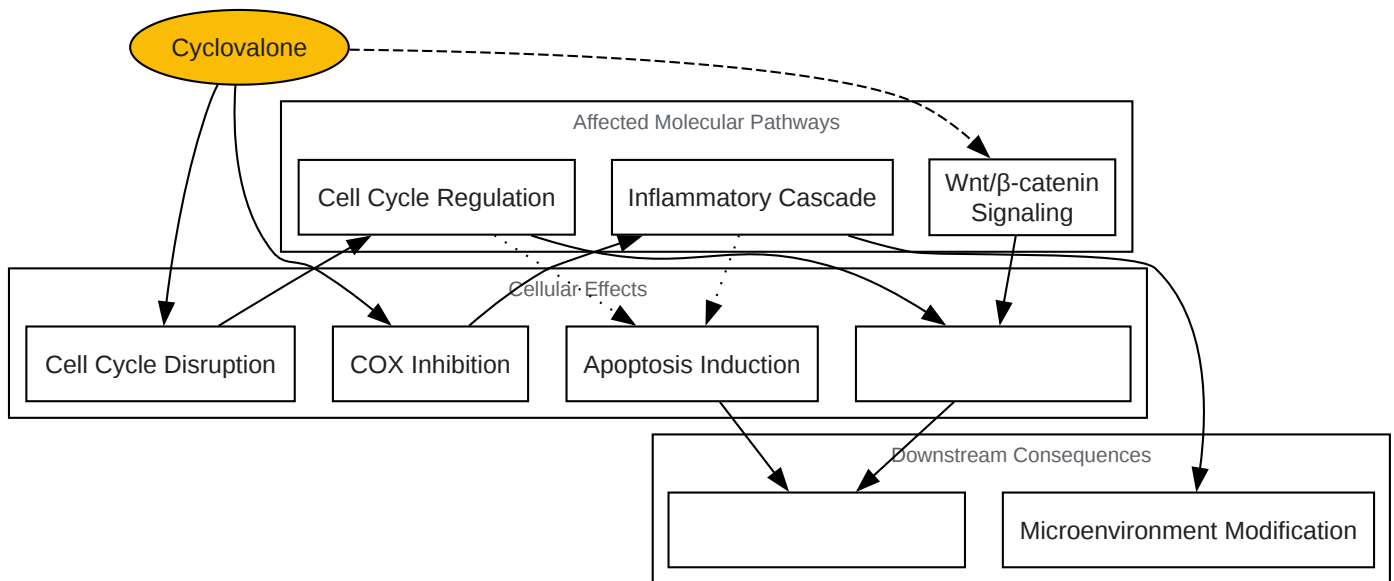 Cyclovalone
Affected Molecular Pathways
Cell Cycle Regulation
Inflammatory Cascade
Wnt/β-catenin
Signaling
Cellular Effects
Cell Cycle Disruption
COX Inhibition
Apoptosis Induction
Downstream Consequences
Microenvironment Modification